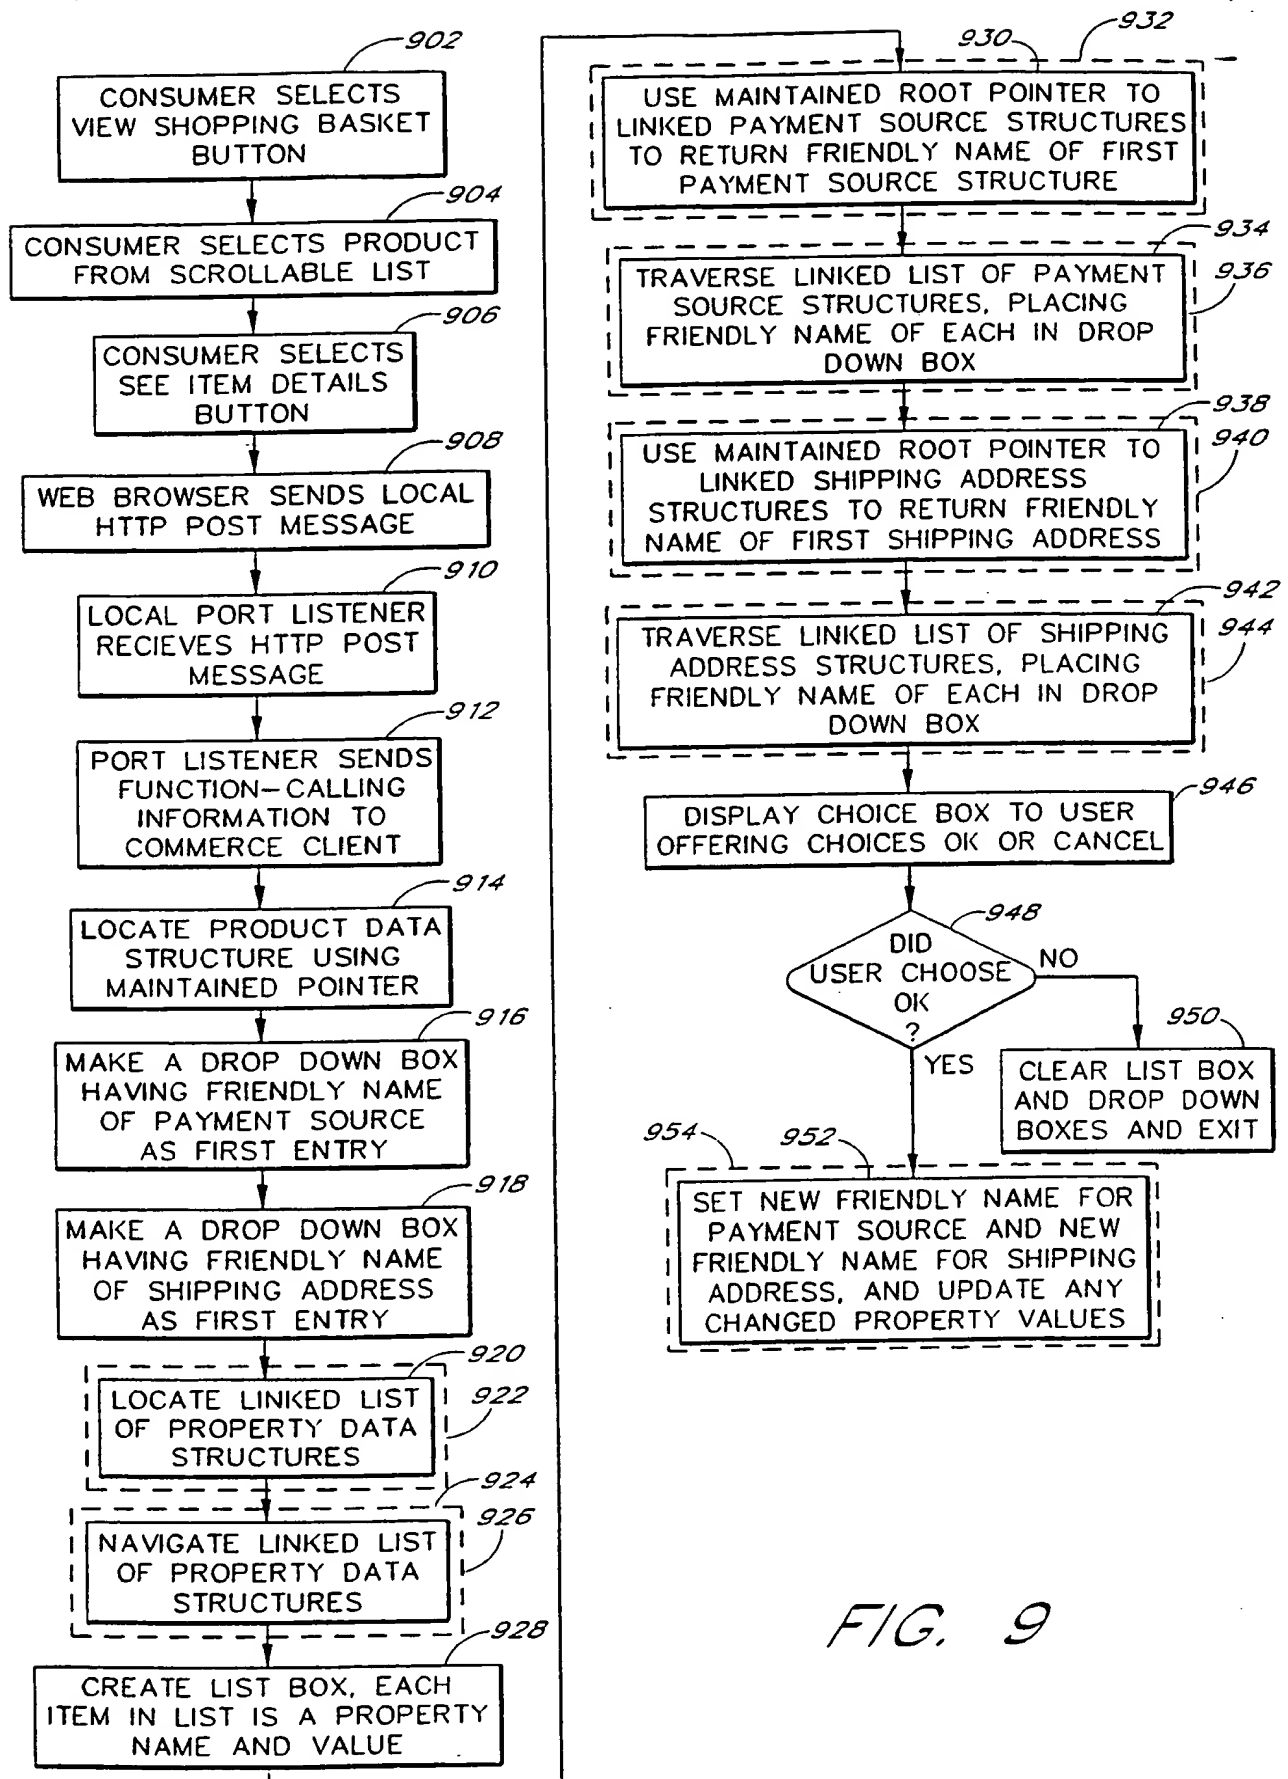 902
CONSUMER SELECTS
VIEW SHOPPING BASKET
BUTTON
904
CONSUMER SELECTS PRODUCT
FROM SCROLLABLE LIST
906
CONSUMER SELECTS
SEE ITEM DETAILS
BUTTON
908
WEB BROWSER SENDS LOCAL
HTTP POST MESSAGE
910
LOCAL PORT LISTENER
RECIEVES HTTP POST
MESSAGE
912
PORT LISTENER SENDS
FUNCTION-CALLING
INFORMATION TO
COMMERCE CLIENT
914
LOCATE PRODUCT DATA
STRUCTURE USING
MAINTAINED POINTER
916
MAKE A DROP DOWN BOX
HAVING FRIENDLY NAME
OF PAYMENT SOURCE
AS FIRST ENTRY
918
MAKE A DROP DOWN BOX
HAVING FRIENDLY NAME
OF SHIPPING ADDRESS
AS FIRST ENTRY
920
922
LOCATE LINKED LIST
OF PROPERTY DATA
STRUCTURES
924
926
NAVIGATE LINKED LIST
OF PROPERTY DATA
STRUCTURES
928
CREATE LIST BOX, EACH
ITEM IN LIST IS A PROPERTY
NAME AND VALUE
930
932
USE MAINTAINED ROOT POINTER TO
LINKED PAYMENT SOURCE STRUCTURES
TO RETURN FRIENDLY NAME OF FIRST
PAYMENT SOURCE STRUCTURE
934
936
TRAVERSE LINKED LIST OF PAYMENT
SOURCE STRUCTURES, PLACING
FRIENDLY NAME OF EACH IN DROP
DOWN BOX
938
940
USE MAINTAINED ROOT POINTER TO
LINKED SHIPPING ADDRESS
STRUCTURES TO RETURN FRIENDLY
NAME OF FIRST SHIPPING ADDRESS
942
944
TRAVERSE LINKED LIST OF SHIPPING
ADDRESS STRUCTURES, PLACING
FRIENDLY NAME OF EACH IN DROP
DOWN BOX
946
DISPLAY CHOICE BOX TO USER
OFFERING CHOICES OK OR CANCEL
948
DID
USER CHOOSE
OK
?
NO
YES
950
CLEAR LIST BOX
AND DROP DOWN
BOXES AND EXIT
954
952
SET NEW FRIENDLY NAME FOR
PAYMENT SOURCE AND NEW
FRIENDLY NAME FOR SHIPPING
ADDRESS, AND UPDATE ANY
CHANGED PROPERTY VALUES
FIG. 9